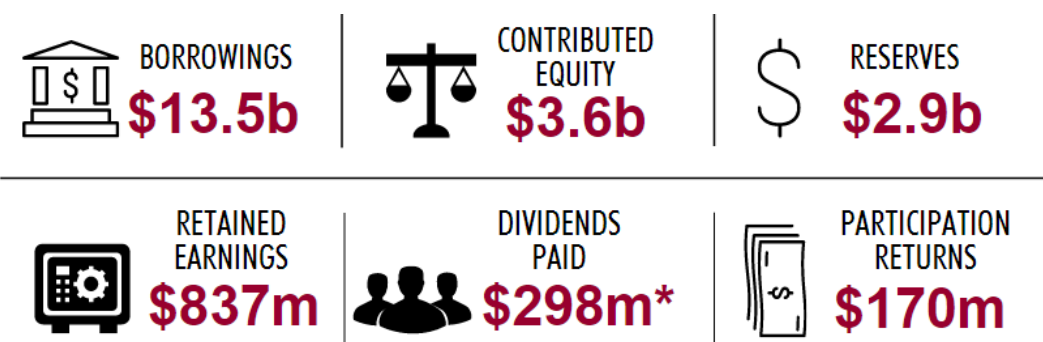 BORROWINGS
$13.5b
CONTRIBUTED
EQUITY
$3.6b
RESERVES
$2.9b
RETAINED
EARNINGS
$837m
DIVIDENDS
PAID
$298m*
PARTICIPATION
RETURNS
$170m